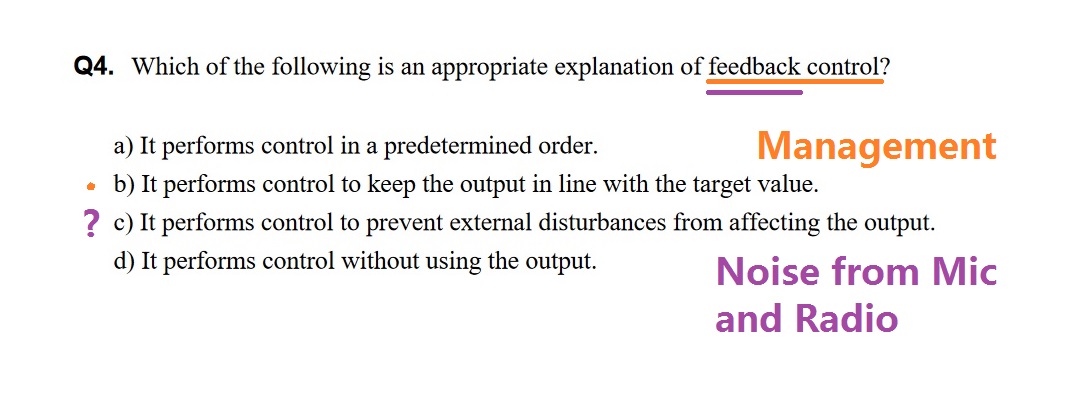 Q4. Which of the following is an appropriate explanation of feedback control?
a) It performs control in a predetermined order.
Management
b) It performs control to keep the output in line with the target value.
? c) It performs control to prevent external disturbances from affecting the output.
d) It performs control without using the output.
Noise from Mic
and Radio